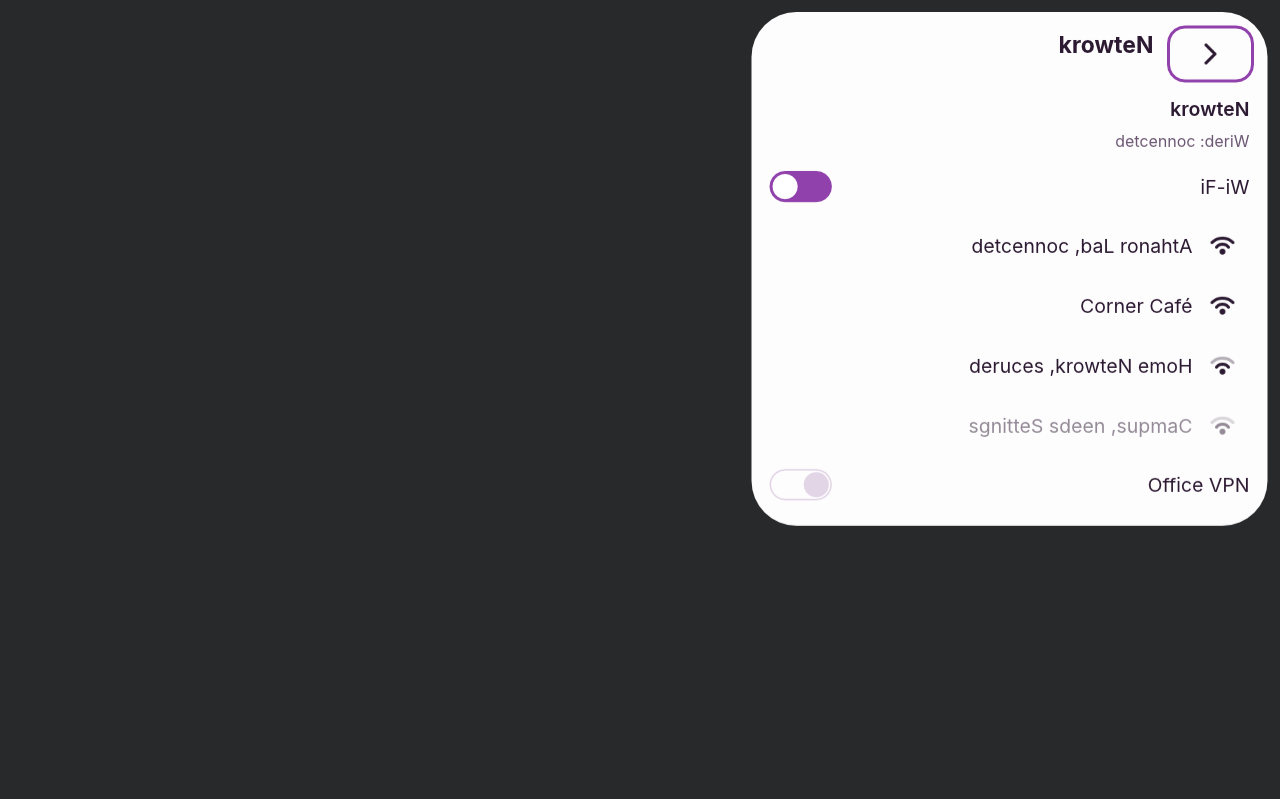 krowteN
krowteN
detcennoc :deriW
iF-iW
detcennoc ,baL ronahtA
Corner Café
deruces ,krowteN emoH
sgnitteS sdeen ,supmaC
Office VPN